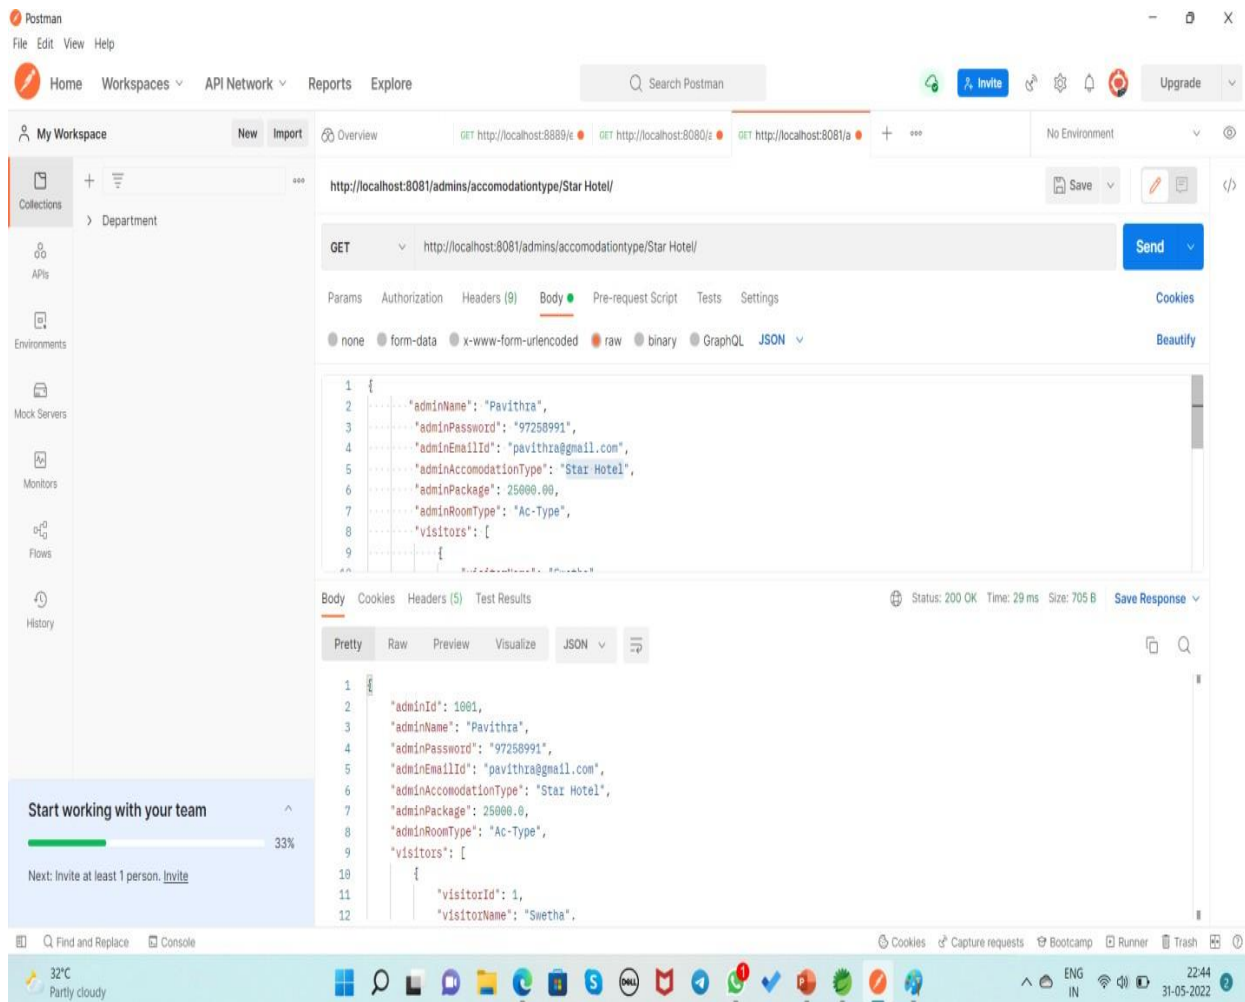 Postman
File Edit View Help
Home Workspaces API Network Reports Explore Search Postman Invite Upgrade
My Workspace New Import Overview GET http://localhost:8889/e GET http://localhost:8080/a GET http://localhost:8081/a + ooo No Environment
Collections + ooo http://localhost:8081/admins/accomodationtype/Star Hotel/ Save </>
> Department
APIs GET http://localhost:8081/admins/accomodationtype/Star Hotel/ Send
Params Authorization Headers (9) Body Pre-request Script Tests Settings Cookies
Environments none form-data x-www-form-urlencoded raw binary GraphQL JSON Beautify
1 {
2 "adminName": "Pavithra",
3 "adminPassword": "97258991",
4 "adminEmailId": "pavithra@gmail.com",
5 "adminAccomodationType": "Star Hotel",
6 "adminPackage": 25000.00,
7 "adminRoomType": "Ac-Type",
8 "visitors": [
9 {
Mock Servers
Monitors
Flows
History
Body Cookies Headers (5) Test Results Status: 200 OK Time: 29 ms Size: 705 B Save Response
Pretty Raw Preview Visualize JSON
1 {
2 "adminId": 1001,
3 "adminName": "Pavithra",
4 "adminPassword": "97258991",
5 "adminEmailId": "pavithra@gmail.com",
6 "adminAccomodationType": "Star Hotel",
7 "adminPackage": 25000.0,
8 "adminRoomType": "Ac-Type",
9 "visitors": [
10 {
11 "visitorId": 1,
12 "visitorName": "Swetha",
Start working with your team
33%
Next: Invite at least 1 person. Invite
Find and Replace Console Cookies Capture requests Bootcamp Runner Trash
32°C
Partly cloudy
DELL
1
ENG
IN
22:44
31-05-2022
2